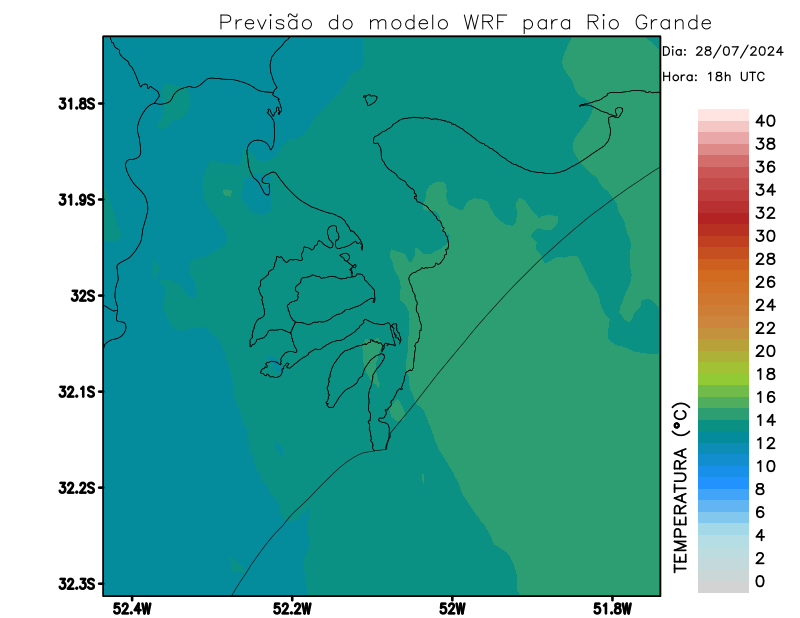 Previsão do modelo WRF para Rio Grande
Dia: 28/07/2024
Hora: 18h UTC
31.8S
31.9S
32S
32.1S
32.2S
32.3S
52.4W
52.2W
52W
51.8W
TEMPERATURA (°C)
40
38
36
34
32
30
28
26
24
22
20
18
16
14
12
10
8
6
4
2
0